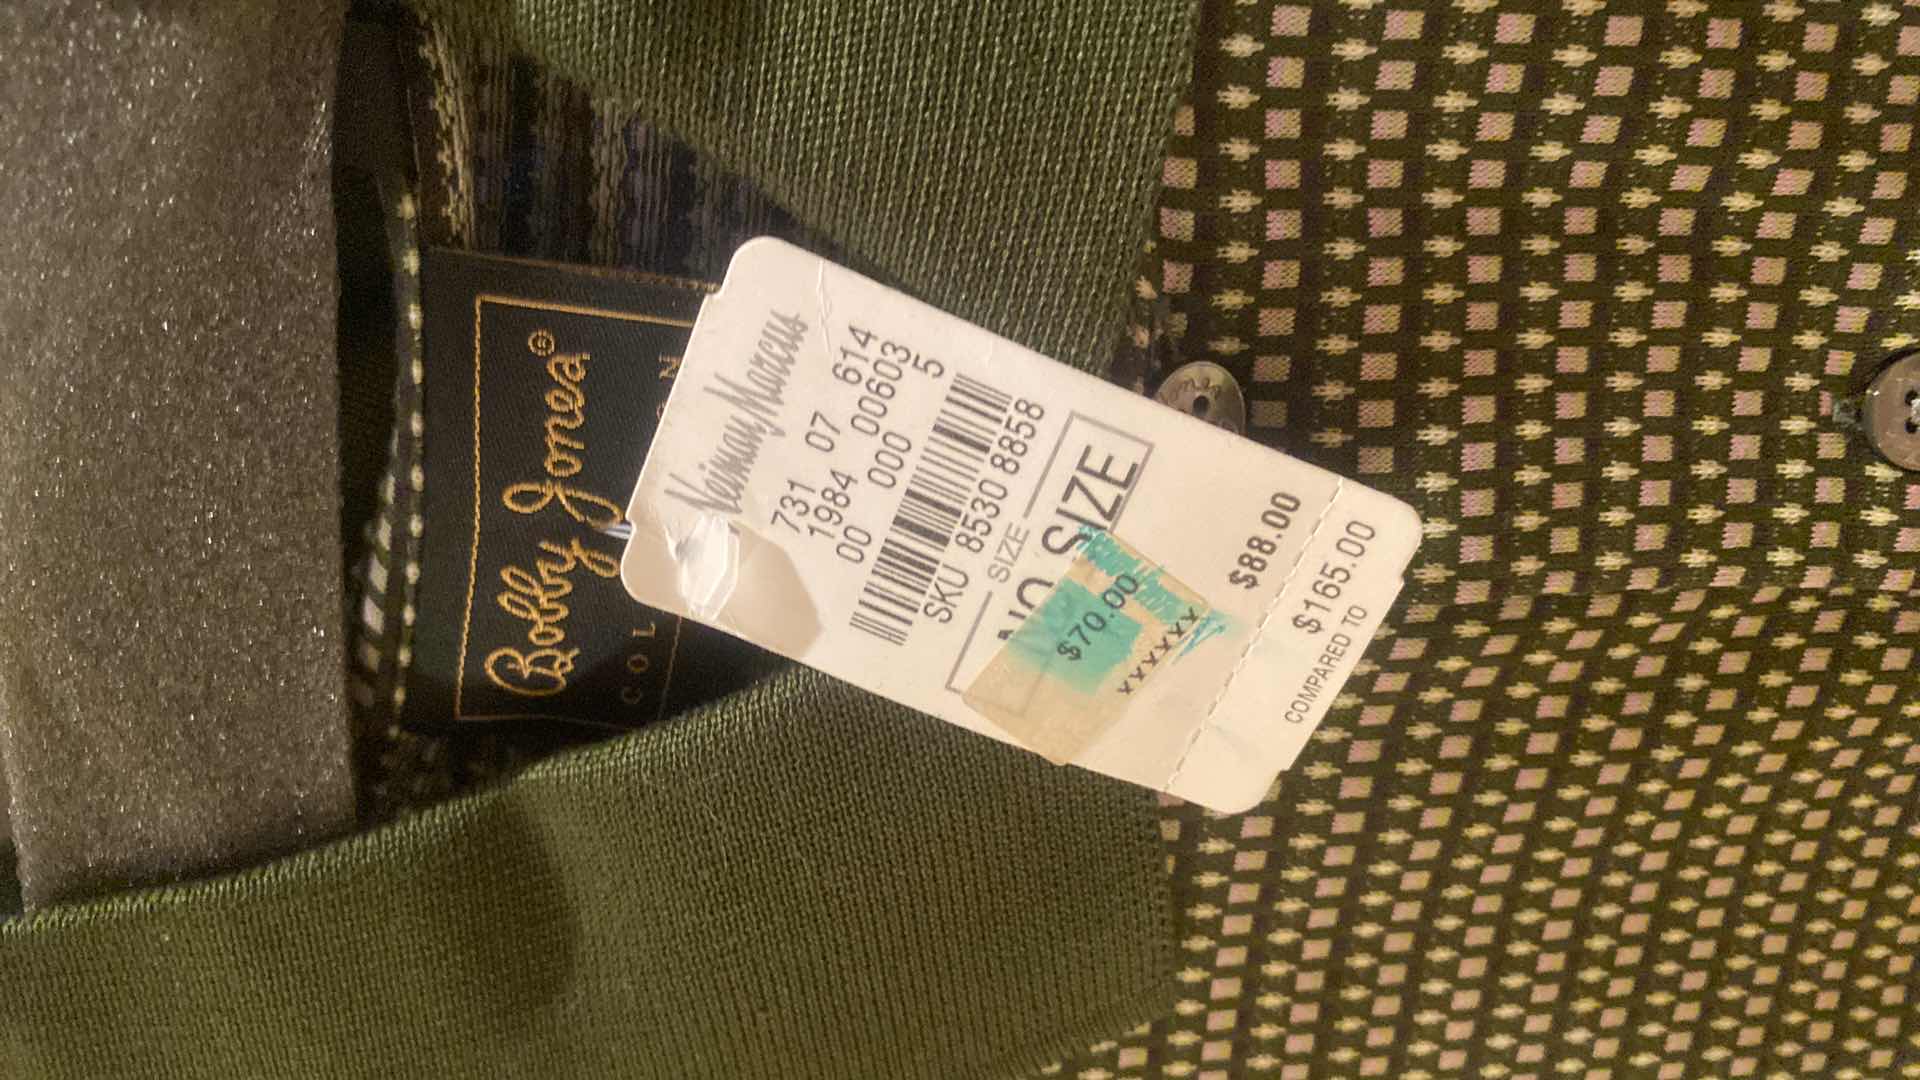 Bobby Jones®
COL
N
Neiman Marcus
731 07 614
1984 00603
00 000 5
SKU 8530 8858
SIZE
NO SIZE
$70.00
xxxxxx
$88.00
$165.00
COMPARED TO